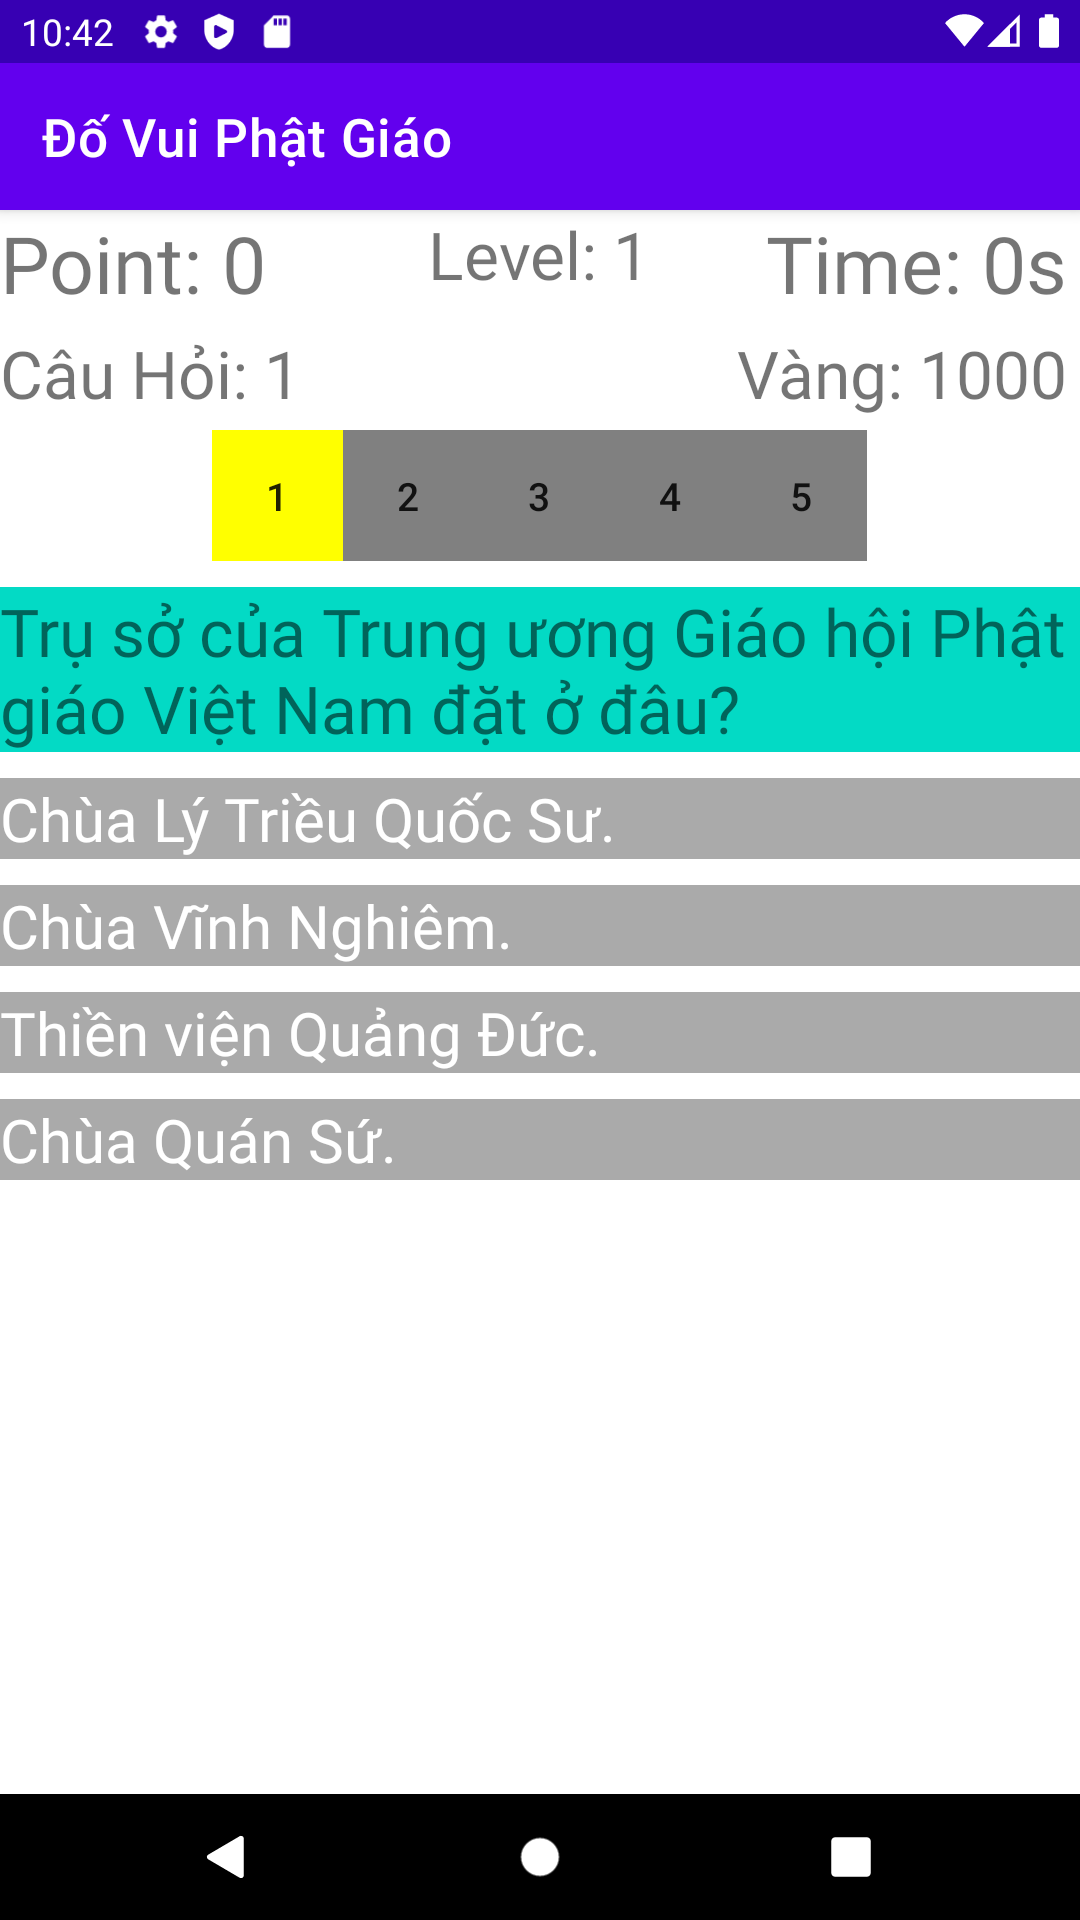 10:42
Đố Vui Phật Giáo
Point: 0 Level: 1 Time: 0s
Câu Hỏi: 1 Vàng: 1000
1 2 3 4 5
Trụ sở của Trung ương Giáo hội Phật
giáo Việt Nam đặt ở đâu?
Chùa Lý Triều Quốc Sư.
Chùa Vĩnh Nghiêm.
Thiền viện Quảng Đức.
Chùa Quán Sứ.